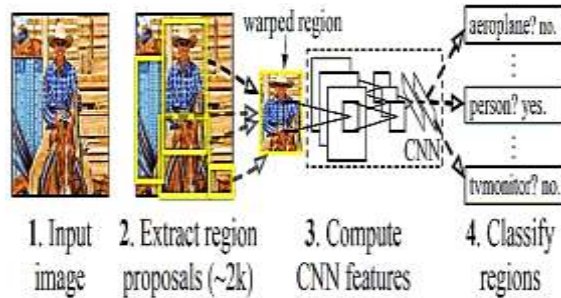 warped region
aeroplane? no.
person? yes.
CNN
tvmonitor? no.
1. Input
image
2. Extract region
proposals (~2k)
3. Compute
CNN features
4. Classify
regions